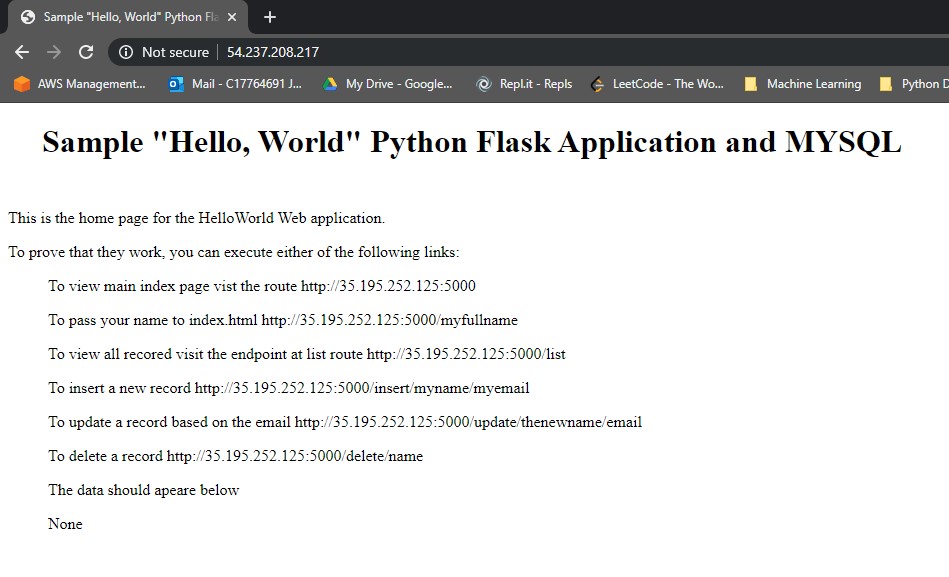 Sample "Hello, World" Python Fla
Not secure 54.237.208.217
AWS Management... Mail - C17764691 J... My Drive - Google... Repl.it - Repls LeetCode - The Wo... Machine Learning Python D
Sample "Hello, World" Python Flask Application and MYSQL
This is the home page for the HelloWorld Web application.
To prove that they work, you can execute either of the following links:
To view main index page vist the route http://35.195.252.125:5000
To pass your name to index.html http://35.195.252.125:5000/myfullname
To view all recored visit the endpoint at list route http://35.195.252.125:5000/list
To insert a new record http://35.195.252.125:5000/insert/myname/myemail
To update a record based on the email http://35.195.252.125:5000/update/thenewname/email
To delete a record http://35.195.252.125:5000/delete/name
The data should apeare below
None